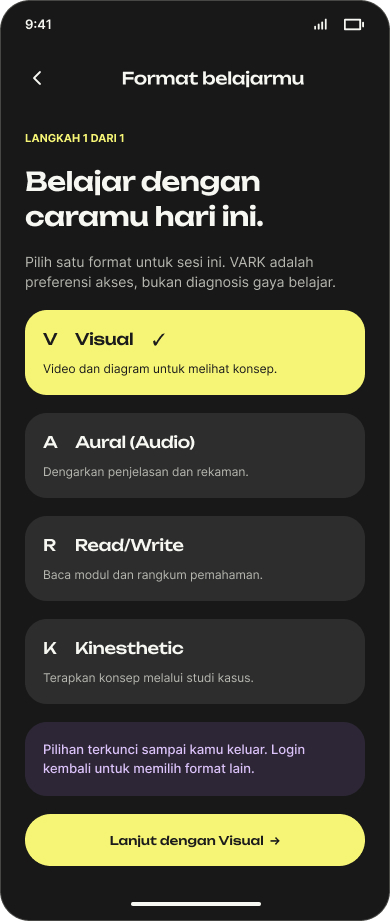 9:41
Format belajarmu
LANGKAH 1 DARI 1
Belajar dengan
caramu hari ini.
Pilih satu format untuk sesi ini. VARK adalah
preferensi akses, bukan diagnosis gaya belajar.
V Visual ✓
Video dan diagram untuk melihat konsep.
A Aural (Audio)
Dengarkan penjelasan dan rekaman.
R Read/Write
Baca modul dan rangkum pemahaman.
K Kinesthetic
Terapkan konsep melalui studi kasus.
Pilihan terkunci sampai kamu keluar. Login
kembali untuk memilih format lain.
Lanjut dengan Visual →